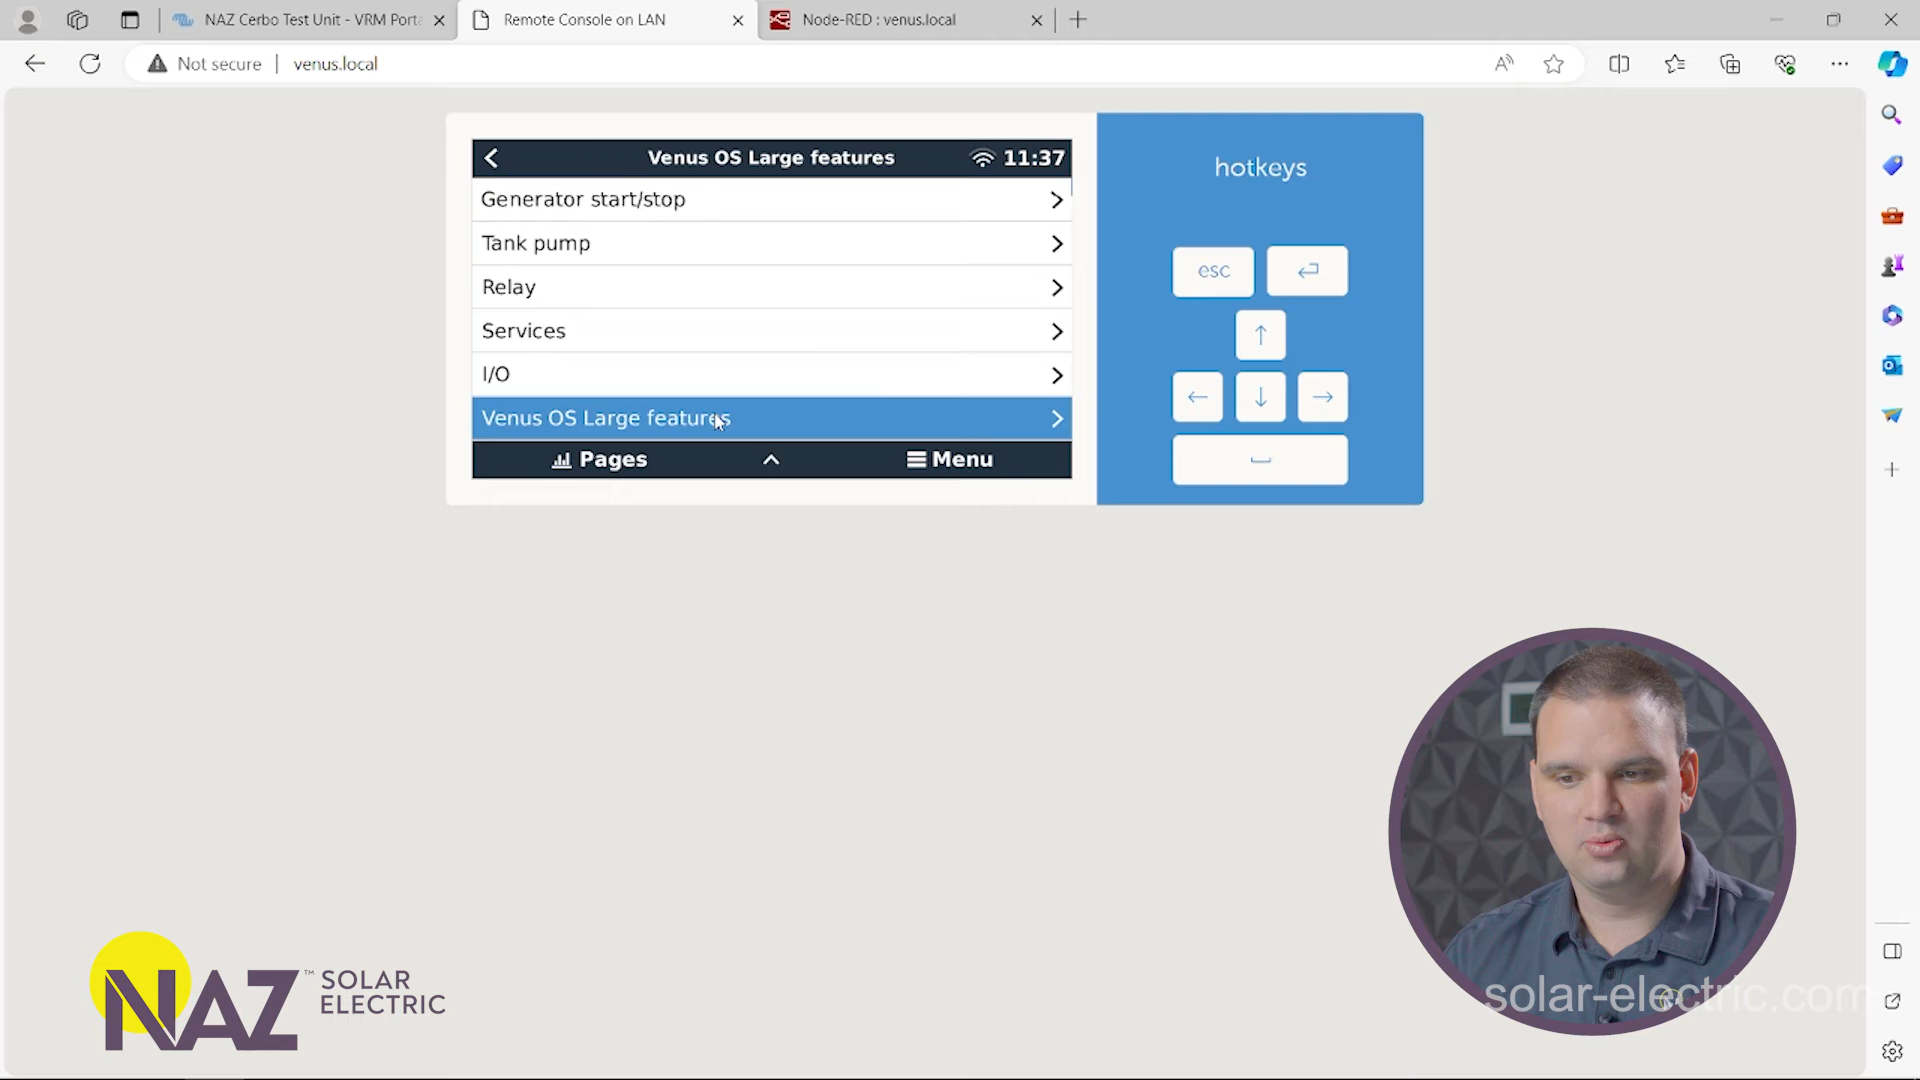 NAZ Cerbo Test Unit - VRM Porta
Remote Console on LAN
Node-RED : venus.local
Not secure
venus.local
Venus OS Large features
11:37
Generator start/stop
Tank pump
Relay
Services
I/O
Venus OS Large features
Pages
Menu
hotkeys
esc
NAZ™ SOLAR
ELECTRIC
solar-electric.com